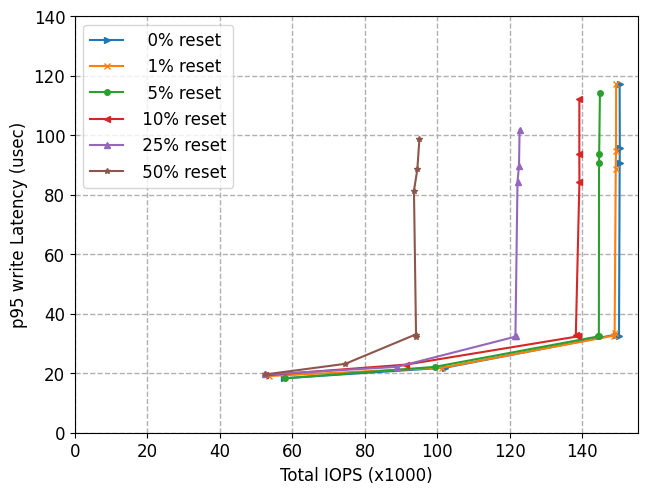 140
120
100
80
60
40
20
0
p95 write Latency (usec)
0% reset
1% reset
5% reset
10% reset
25% reset
50% reset
0 20 40 60 80 100 120 140
Total IOPS (x1000)